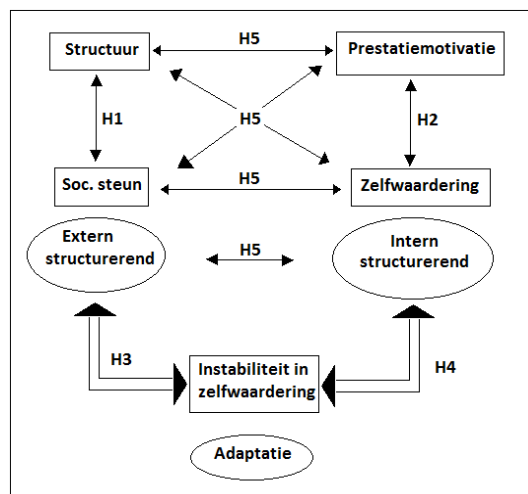 Structuur
H5
Prestatiemotivatie
H1
H5
H2
Soc. steun
H5
Zelfwaardering
Extern
structurerend
H5
Intern
structurerend
H3
Instabiliteit in
zelfwaardering
H4
Adaptatie